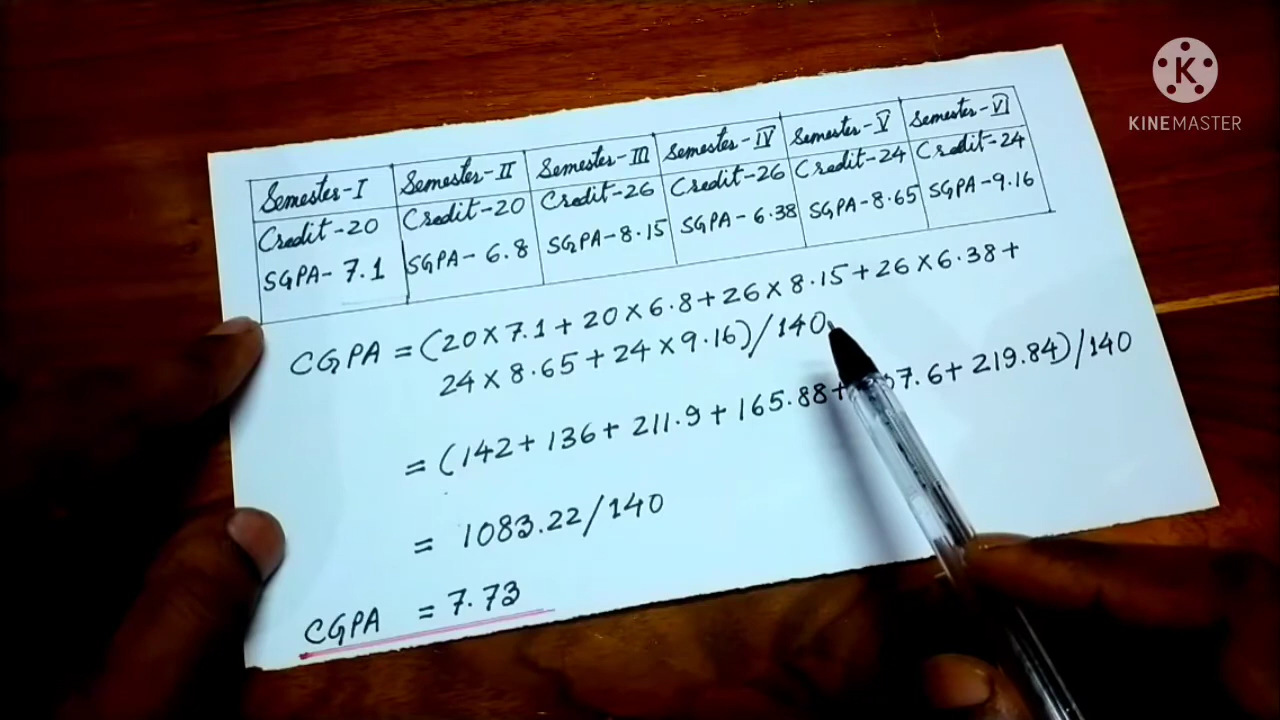 KINEMASTER
Semester-I Semester-II Semester-III Semester-IV Semester-V Semester-VI
Credit-20 Credit-20 Credit-26 Credit-26 Credit-24 Credit-24
SGPA-7.1 SGPA-6.8 SGPA-8.15 SGPA-6.38 SGPA-8.65 SGPA-9.16
CGPA = (20×7.1+20×6.8+26×8.15+26×6.38+
24×8.65+24×9.16)/140
= (142+136+211.9+165.88+ 7.6+219.84)/140
= 1083.22/140
CGPA = 7.73